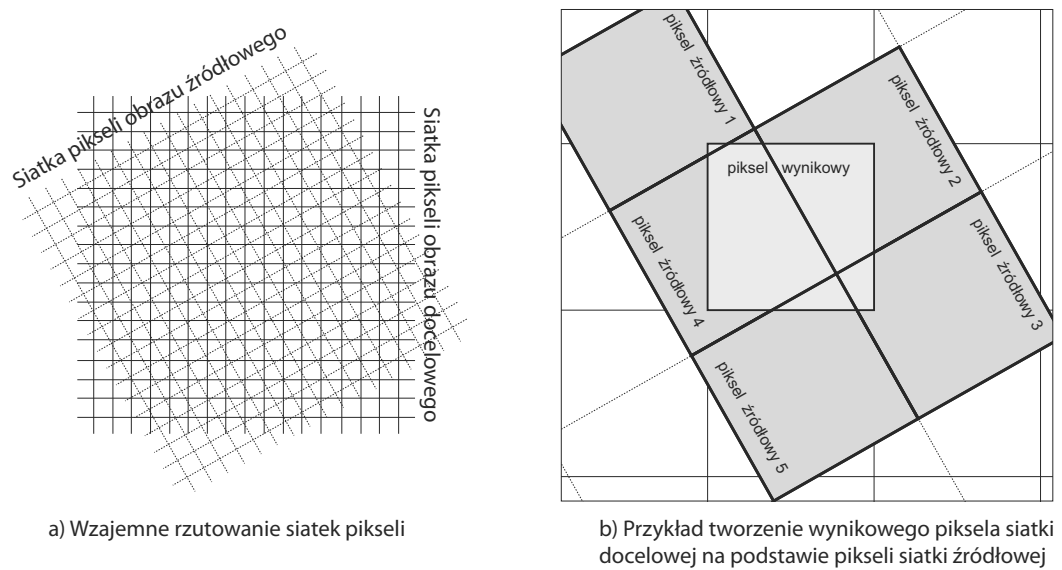 Siatka pikseli obrazu źródłowego
Siatka pikseli obrazu docelowego
a) Wzajemne rzutowanie siatek pikseli
piksel źródłowy 1
piksel źródłowy 2
piksel wynikowy
piksel źródłowy 3
piksel źródłowy 4
piksel źródłowy 5
b) Przykład tworzenie wynikowego piksela siatki
docelowej na podstawie pikseli siatki źródłowej